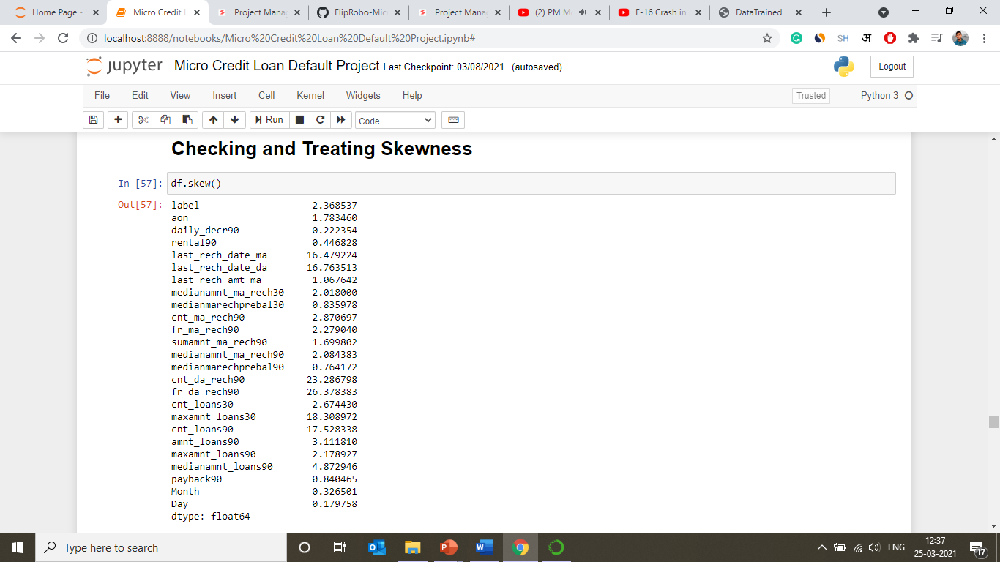 Home Page -
Micro Credit L
Project Manag
FlipRobo-Mic
Project Manag
(2) PM M
F-16 Crash in
DataTrained
localhost:8888/notebooks/Micro%20Credit%20Loan%20Default%20Project.ipynb#
SH
अ
jupyter Micro Credit Loan Default Project Last Checkpoint: 03/08/2021 (autosaved)
Logout
File Edit View Insert Cell Kernel Widgets Help
Trusted
Python 3
Run
Code
Checking and Treating Skewness
In [57]: df.skew()
Out[57]: label -2.368537
aon 1.783460
daily_decr90 0.222354
rental90 0.446828
last_rech_date_ma 16.479224
last_rech_date_da 16.763513
last_rech_amt_ma 1.067642
medianamnt_ma_rech30 2.018000
medianmarechprebal30 0.835978
cnt_ma_rech90 2.870697
fr_ma_rech90 2.279040
sumamnt_ma_rech90 1.699802
medianamnt_ma_rech90 2.084383
medianmarechprebal90 0.764172
cnt_da_rech90 23.286798
fr_da_rech90 26.378383
cnt_loans30 2.674430
maxamnt_loans30 18.308972
cnt_loans90 17.528338
amnt_loans90 3.111810
maxamnt_loans90 2.178927
medianamnt_loans90 4.872946
payback90 0.840465
Month -0.326501
Day 0.179758
dtype: float64
Type here to search
ENG
12:37
25-03-2021
17